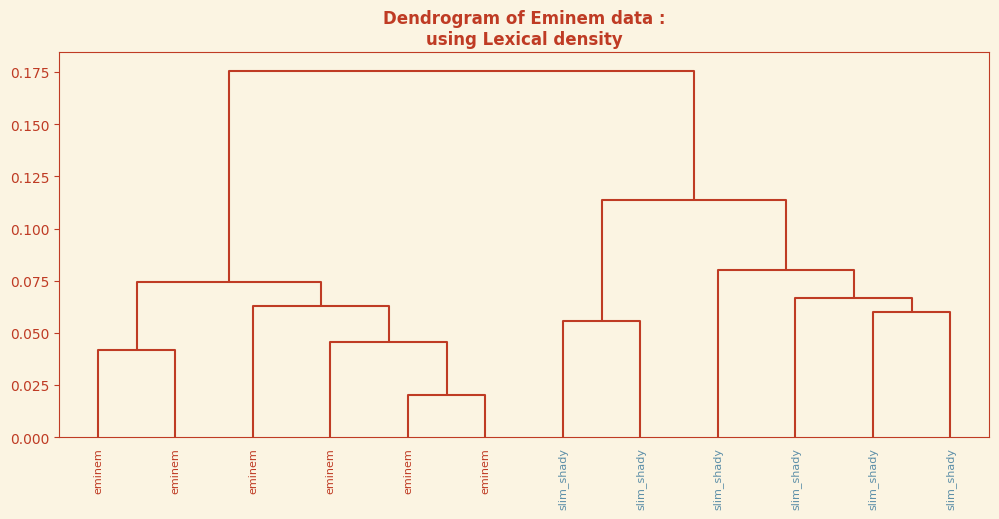 Dendrogram of Eminem data :
using Lexical density
0.175
0.150
0.125
0.100
0.075
0.050
0.025
0.000
eminem
eminem
eminem
eminem
eminem
eminem
slim_shady
slim_shady
slim_shady
slim_shady
slim_shady
slim_shady